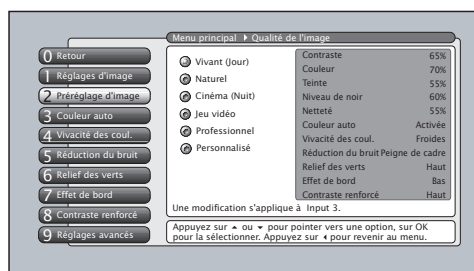 Menu principal Qualité de l'image
0 Retour
1 Réglages d'image
2 Préréglage d'image
3 Couleur auto
4 Vivacité des coul.
5 Réduction du bruit
6 Relief des verts
7 Effet de bord
8 Contraste renforcé
9 Réglages avancés
Vivant (Jour)
Naturel
Cinéma (Nuit)
Jeu vidéo
Professionnel
Personnalisé
Contraste 65%
Couleur 70%
Teinte 55%
Niveau de noir 60%
Netteté 55%
Couleur auto Activée
Vivacité des coul. Froides
Réduction du bruit Peigne de cadre
Relief des verts Haut
Effet de bord Bas
Contraste renforcé Haut
Une modification s'applique à Input 3.
Appuyez sur ou pour pointer vers une option, sur OK
pour la sélectionner. Appuyez sur pour revenir au menu.